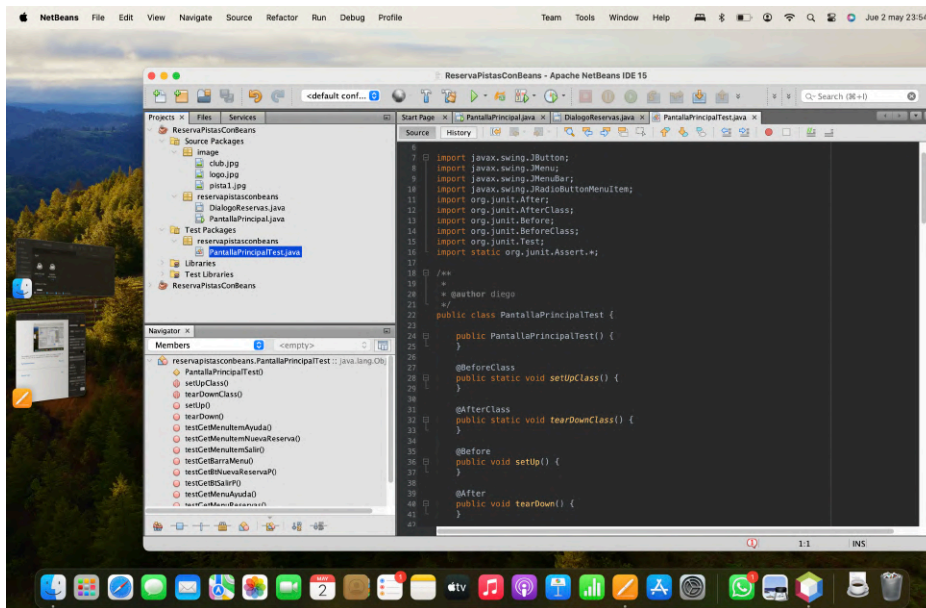 NetBeans File Edit View Navigate Source Refactor Run Debug Profile Team Tools Window Help Jue 2 may 23:54
ReservaPistasConBeans - Apache NetBeans IDE 15
<default conf... Search (⌘+I)
Projects × Files Services
Start Page × PantallaPrincipal.java × DialogoReservas.java × PantallaPrincipalTest.java ×
Source History
ReservaPistasConBeans
Source Packages
image
club.jpg
logo.jpg
pista1.jpg
reservapistasconbeans
DialogoReservas.java
PantallaPrincipal.java
Test Packages
reservapistasconbeans
PantallaPrincipalTest.java
Libraries
Test Libraries
ReservaPistasConBeans
Navigator ×
Members <empty>
reservapistasconbeans.PantallaPrincipalTest :: java.lang.Obj
PantallaPrincipalTest()
setUpClass()
tearDownClass()
setUp()
tearDown()
testGetMenuItemAyuda()
testGetMenuItemNuevaReserva()
testGetMenuItemSalir()
testGetBarraMenu()
testGetBtNuevaReservaP()
testGetBtSalirP()
testGetMenuAyuda()
testGetMenuReservas()
6
7 import javax.swing.JButton;
8 import javax.swing.JMenu;
9 import javax.swing.JMenuBar;
10 import javax.swing.JRadioButtonMenuItem;
11 import org.junit.After;
12 import org.junit.AfterClass;
13 import org.junit.Before;
14 import org.junit.BeforeClass;
15 import org.junit.Test;
16 import static org.junit.Assert.*;
17
18 /**
19 *
20 * @author diego
21 */
22 public class PantallaPrincipalTest {
23
24 public PantallaPrincipalTest() {
25 }
26
27 @BeforeClass
28 public static void setUpClass() {
29 }
30
31 @AfterClass
32 public static void tearDownClass() {
33 }
34
35 @Before
36 public void setUp() {
37 }
38
39 @After
40 public void tearDown() {
41 }
42
1:1 INS
MAY
2
tv